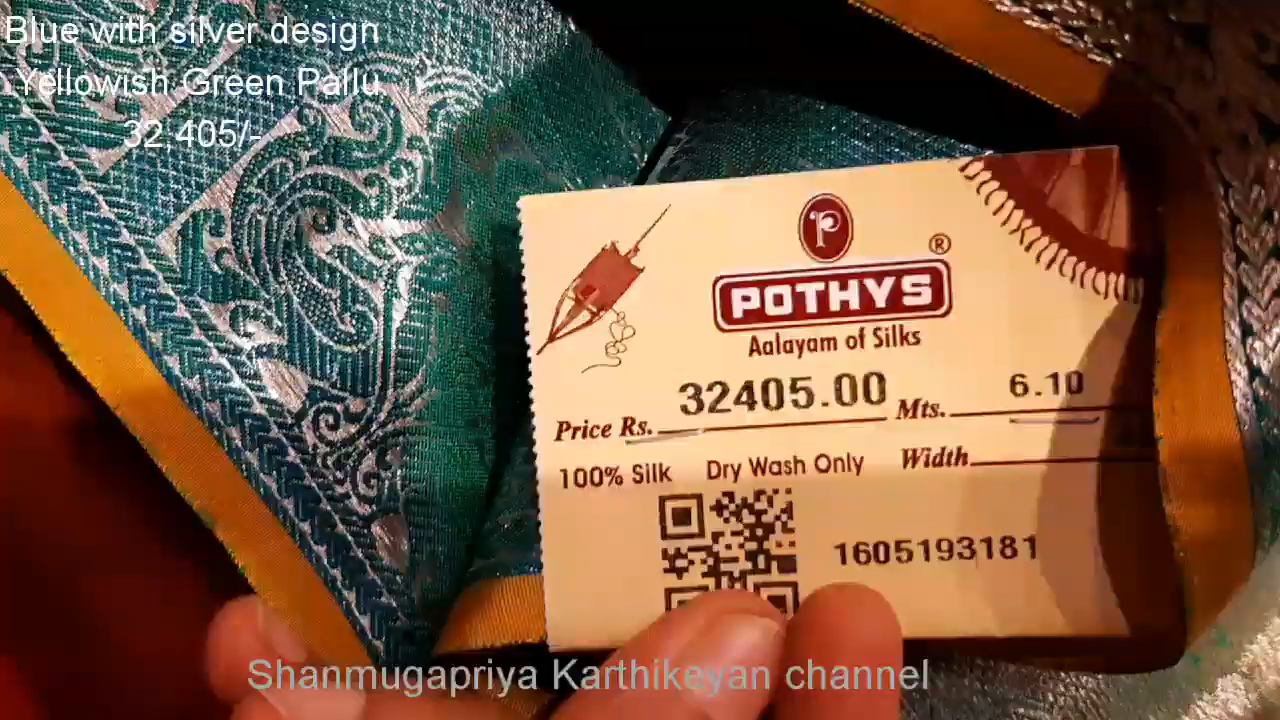 Blue with silver design
Yellowish Green Pallu
32,405/-
P
®
POTHYS
Aalayam of Silks
Price Rs. 32405.00 Mts. 6.10
100% Silk Dry Wash Only Width
1605193181
Shanmugapriya Karthikeyan channel